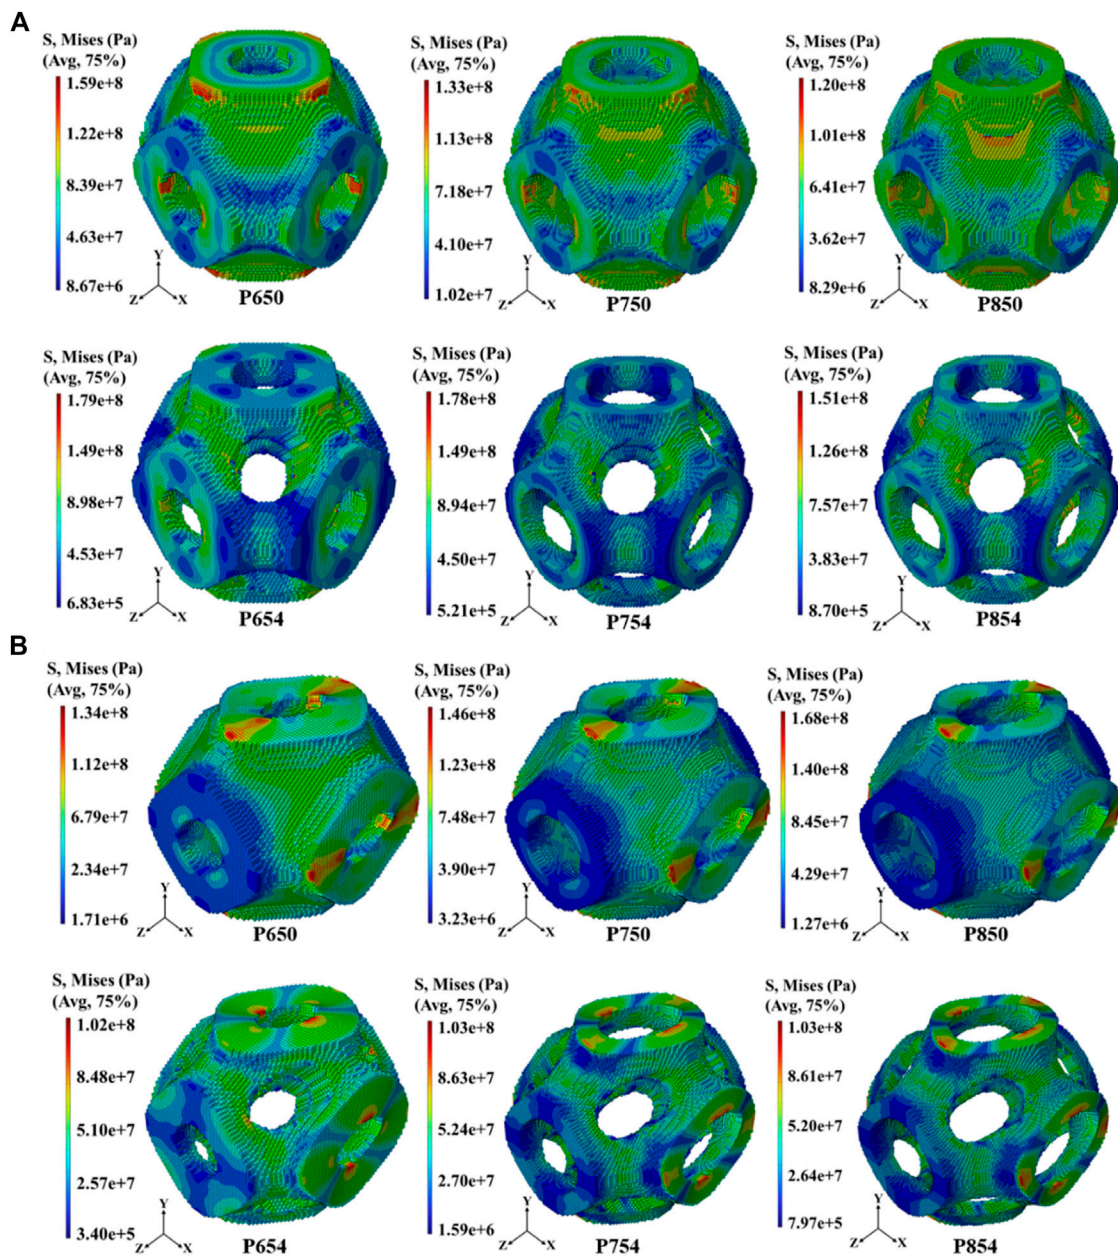 A
S, Mises (Pa)
(Avg, 75%)
1.59e+8
1.22e+8
8.39e+7
4.63e+7
8.67e+6
Y
Z
X
P650
S, Mises (Pa)
(Avg, 75%)
1.33e+8
1.13e+8
7.18e+7
4.10e+7
1.02e+7
Y
Z
X
P750
S, Mises (Pa)
(Avg, 75%)
1.20e+8
1.01e+8
6.41e+7
3.62e+7
8.29e+6
Y
Z
X
P850
S, Mises (Pa)
(Avg, 75%)
1.79e+8
1.49e+8
8.98e+7
4.53e+7
6.83e+5
Y
Z
X
P654
S, Mises (Pa)
(Avg, 75%)
1.78e+8
1.49e+8
8.94e+7
4.50e+7
5.21e+5
Y
Z
X
P754
S, Mises (Pa)
(Avg, 75%)
1.51e+8
1.26e+8
7.57e+7
3.83e+7
8.70e+5
Y
Z
X
P854
B
S, Mises (Pa)
(Avg, 75%)
1.34e+8
1.12e+8
6.79e+7
2.34e+7
1.71e+6
Y
Z
X
P650
S, Mises (Pa)
(Avg, 75%)
1.46e+8
1.23e+8
7.48e+7
3.90e+7
3.23e+6
Y
Z
X
P750
S, Mises (Pa)
(Avg, 75%)
1.68e+8
1.40e+8
8.45e+7
4.29e+7
1.27e+6
Y
Z
X
P850
S, Mises (Pa)
(Avg, 75%)
1.02e+8
8.48e+7
5.10e+7
2.57e+7
3.40e+5
Y
Z
X
P654
S, Mises (Pa)
(Avg, 75%)
1.03e+8
8.63e+7
5.24e+7
2.70e+7
1.59e+6
Y
Z
X
P754
S, Mises (Pa)
(Avg, 75%)
1.03e+8
8.61e+7
5.20e+7
2.64e+7
7.97e+5
Y
Z
X
P854